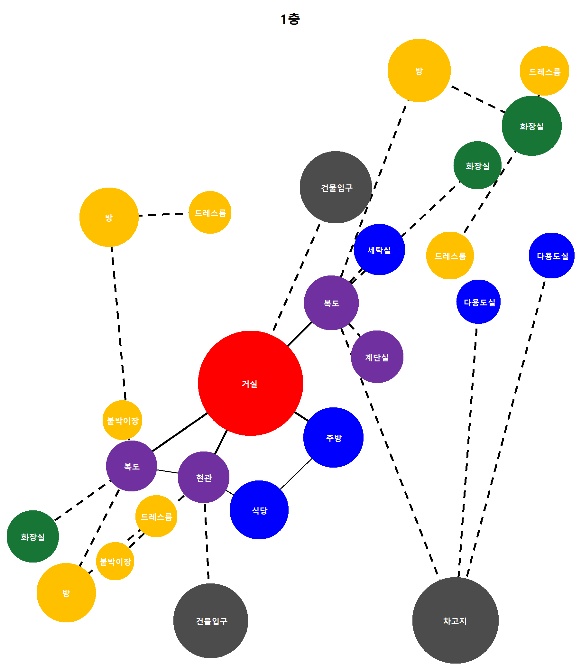 1층
방
드레스룸
화장실
화장실
건물입구
방
드레스룸
세탁실
드레스룸
다풍도실
다풍도실
복도
계단실
거실
붙박이장
주방
복도
현관
식당
드레스룸
화장실
붙박이장
방
건물입구
차고지